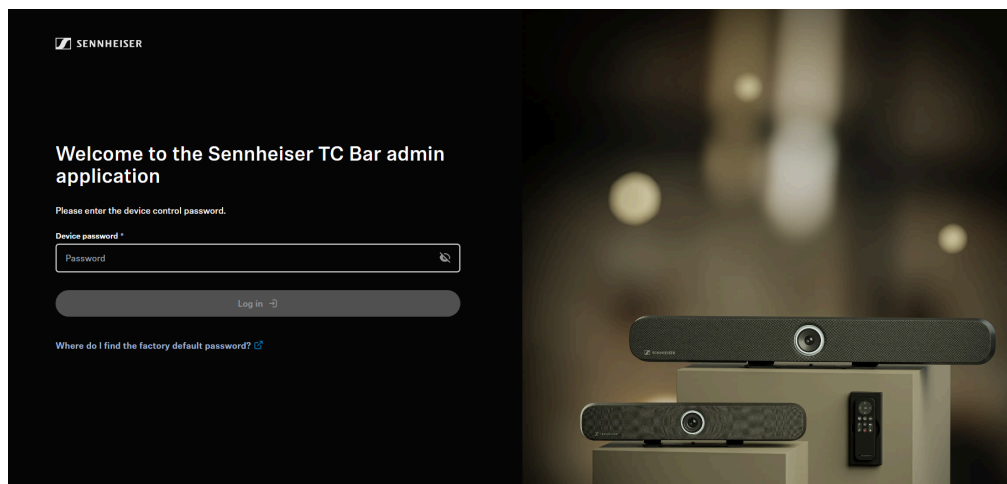 SENNHEISER
Welcome to the Sennheiser TC Bar admin
application
Please enter the device control password.
Device password *
Password
Log in
Where do I find the factory default password?
SENNHEISER